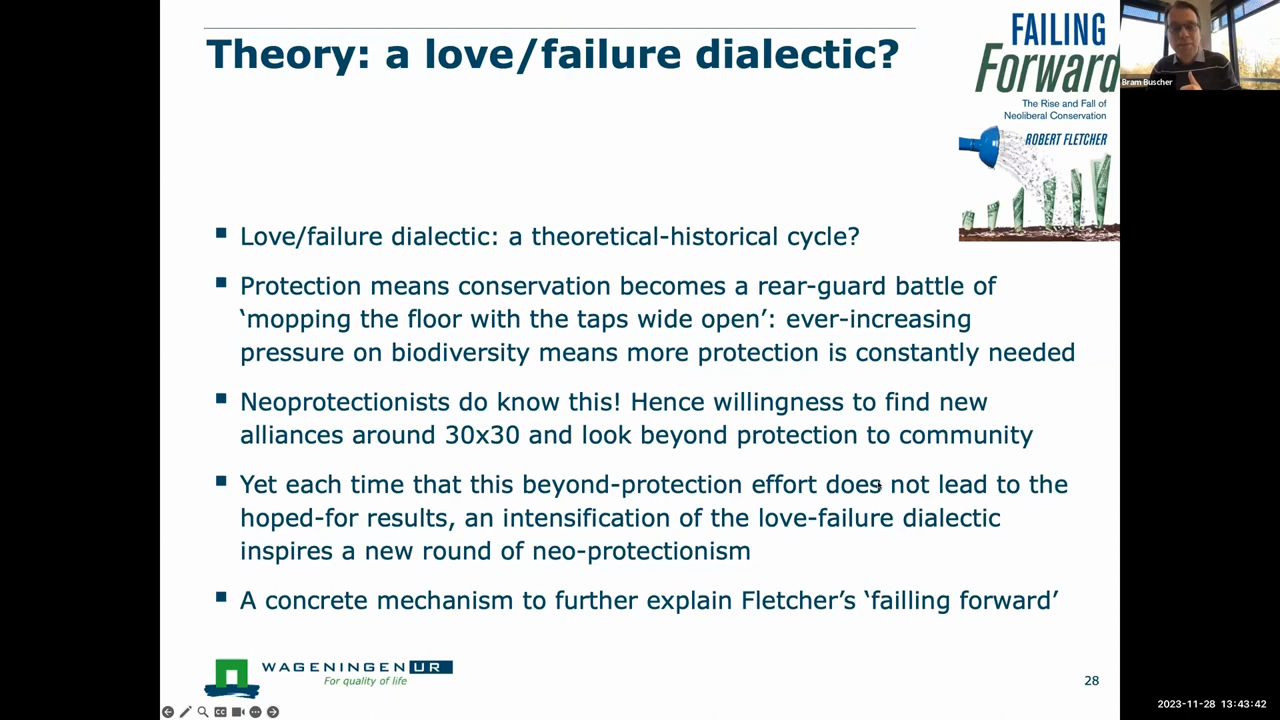 Theory: a love/failure dialectic?
FAILING
Forward
The Rise and Fall of
Neoliberal Conservation
ROBERT FLETCHER
Bram Buscher
Love/failure dialectic: a theoretical-historical cycle?
Protection means conservation becomes a rear-guard battle of
‘mopping the floor with the taps wide open’: ever-increasing
pressure on biodiversity means more protection is constantly needed
Neoprotectionists do know this! Hence willingness to find new
alliances around 30x30 and look beyond protection to community
Yet each time that this beyond-protection effort does not lead to the
hoped-for results, an intensification of the love-failure dialectic
inspires a new round of neo-protectionism
A concrete mechanism to further explain Fletcher’s ‘failling forward’
WAGENINGEN UR
For quality of life
28
CC
2023-11-28 13:43:42